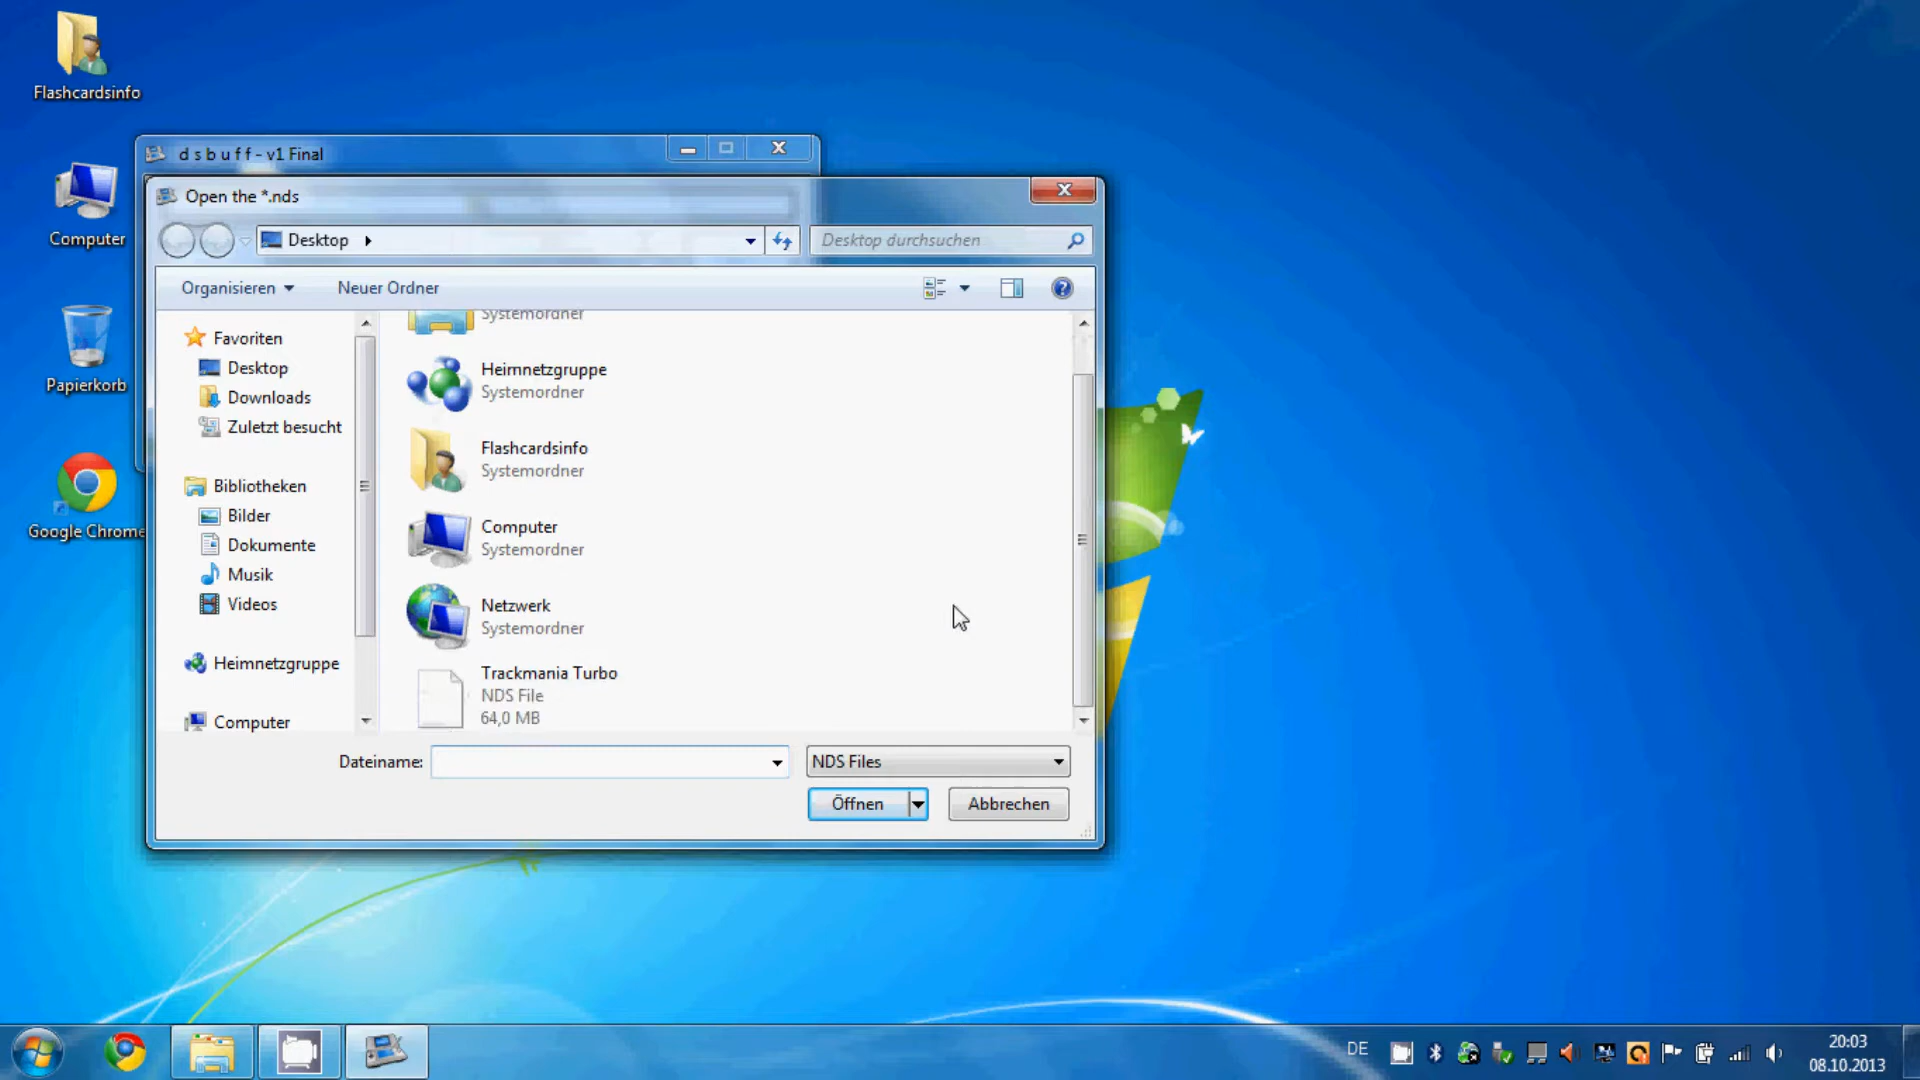 Flashcardsinfo
Computer
Papierkorb
Google Chrome
d s b u f f - v1 Final
Open the *.nds
Desktop
Desktop durchsuchen
Organisieren
Neuer Ordner
Favoriten
Desktop
Downloads
Zuletzt besucht
Bibliotheken
Bilder
Dokumente
Musik
Videos
Heimnetzgruppe
Computer
Systemordner
Heimnetzgruppe
Systemordner
Flashcardsinfo
Systemordner
Computer
Systemordner
Netzwerk
Systemordner
Trackmania Turbo
NDS File
64,0 MB
Dateiname:
NDS Files
Öffnen
Abbrechen
DE
20:03
08.10.2013